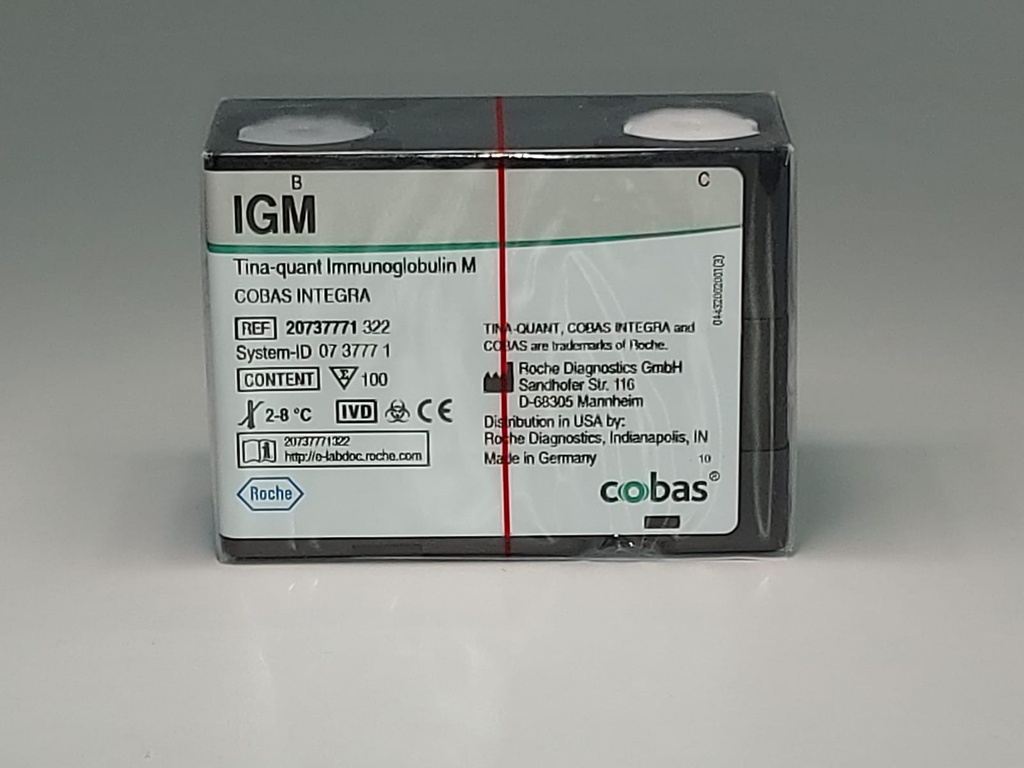 B
C
IGM
Tina-quant Immunoglobulin M
COBAS INTEGRA
REF 20737771 322
System-ID 07 3777 1
CONTENT Σ 100
2-8 °C IVD CE
20737771322
http://e-labdoc.roche.com
Roche
TINA-QUANT, COBAS INTEGRA and
COBAS are trademarks of Roche.
Roche Diagnostics GmbH
Sandhofer Str. 116
D-68305 Mannheim
Distribution in USA by:
Roche Diagnostics, Indianapolis, IN
Made in Germany 10
cobas®